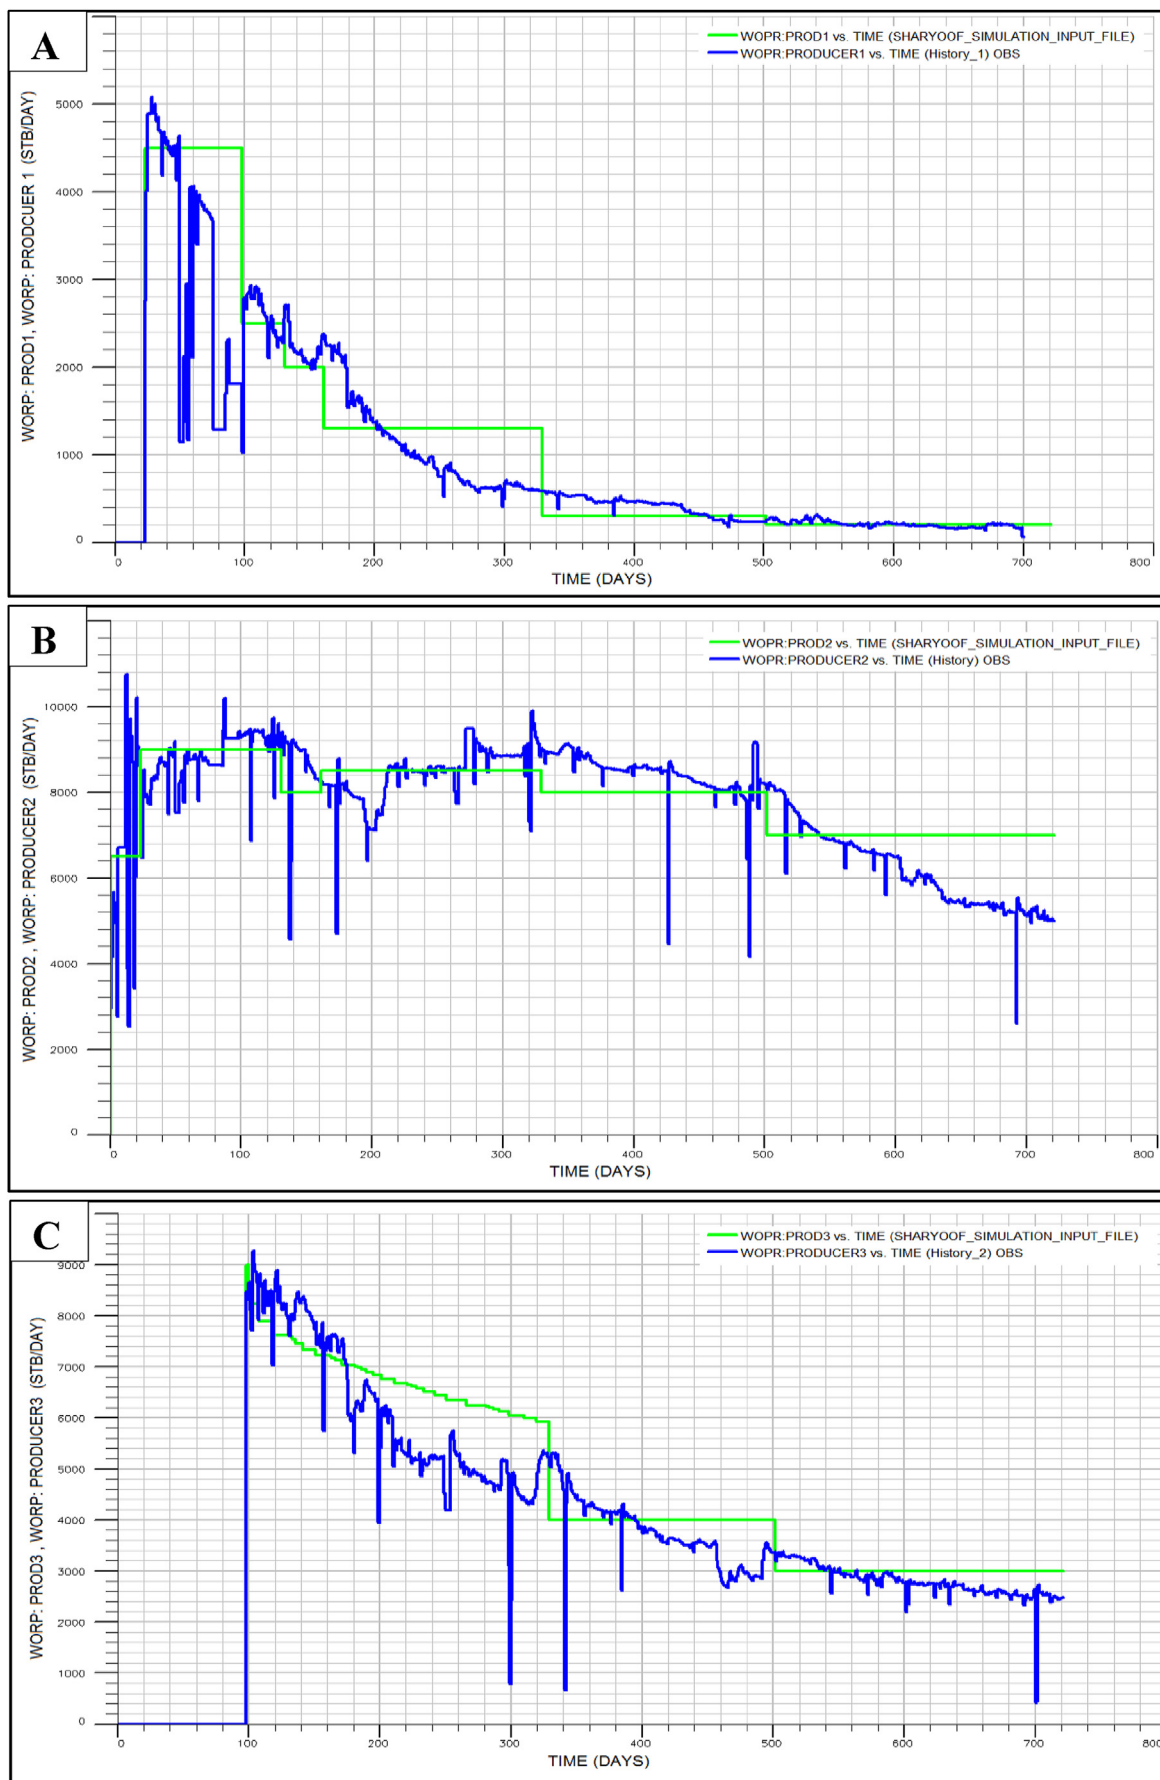 A
WOPR:PROD1 vs. TIME (SHARYOOF_SIMULATION_INPUT_FILE)
WOPR:PRODUCER1 vs. TIME (History_1) OBS
WORP: PROD1, WORP: PRODCUER 1 (STB/DAY)
5000
4000
3000
2000
1000
0
0 100 200 300 400 500 600 700 800
TIME (DAYS)
B
WOPR:PROD2 vs. TIME (SHARYOOF_SIMULATION_INPUT_FILE)
WOPR:PRODUCER2 vs. TIME (History) OBS
WORP: PROD2 , WORP: PRODUCER2 (STB/DAY)
10000
8000
6000
4000
2000
0
0 100 200 300 400 500 600 700 800
TIME (DAYS)
C
WOPR:PROD3 vs. TIME (SHARYOOF_SIMULATION_INPUT_FILE)
WOPR:PRODUCER3 vs. TIME (History_2) OBS
WORP: PROD3 , WORP: PRODUCER3 (STB/DAY)
9000
8000
7000
6000
5000
4000
3000
2000
1000
0
0 100 200 300 400 500 600 700 800
TIME (DAYS)